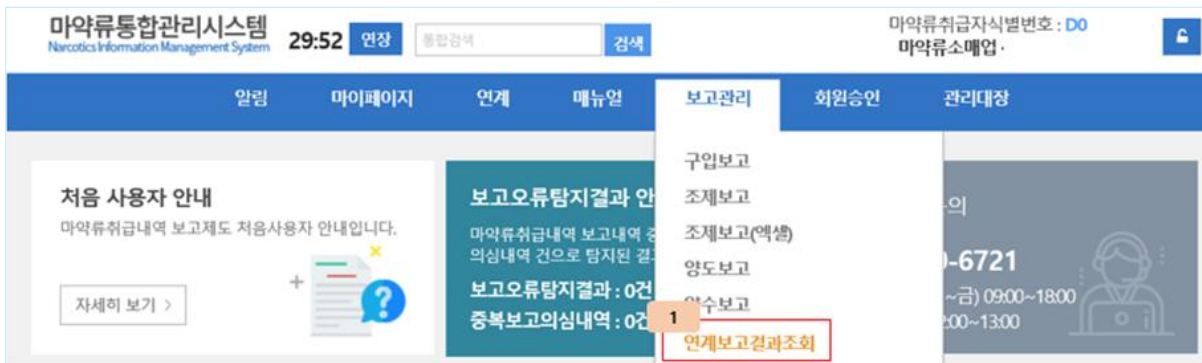 마약류통합관리시스템
Narcotics Information Management System
29:52 연장 통합검색 검색
마약류취급자식별번호 : D0
마약류소매업 ·
알림 마이페이지 연계 매뉴얼 보고관리 회원승인 관리대장
처음 사용자 안내
마약류취급내역 보고제도 처음사용자 안내입니다.
자세히 보기 >
보고오류탐지결과 안
마약류취급내역 보고내역 중
의심내역 건으로 탐지된 결
보고오류탐지결과 : 0건
중복보고의심내역 : 0건
구입보고
조제보고
조제보고(엑셀)
양도보고
양수보고
1
연계보고결과조회
의
-6721
~금) 09:00~18:00
:00~13:00